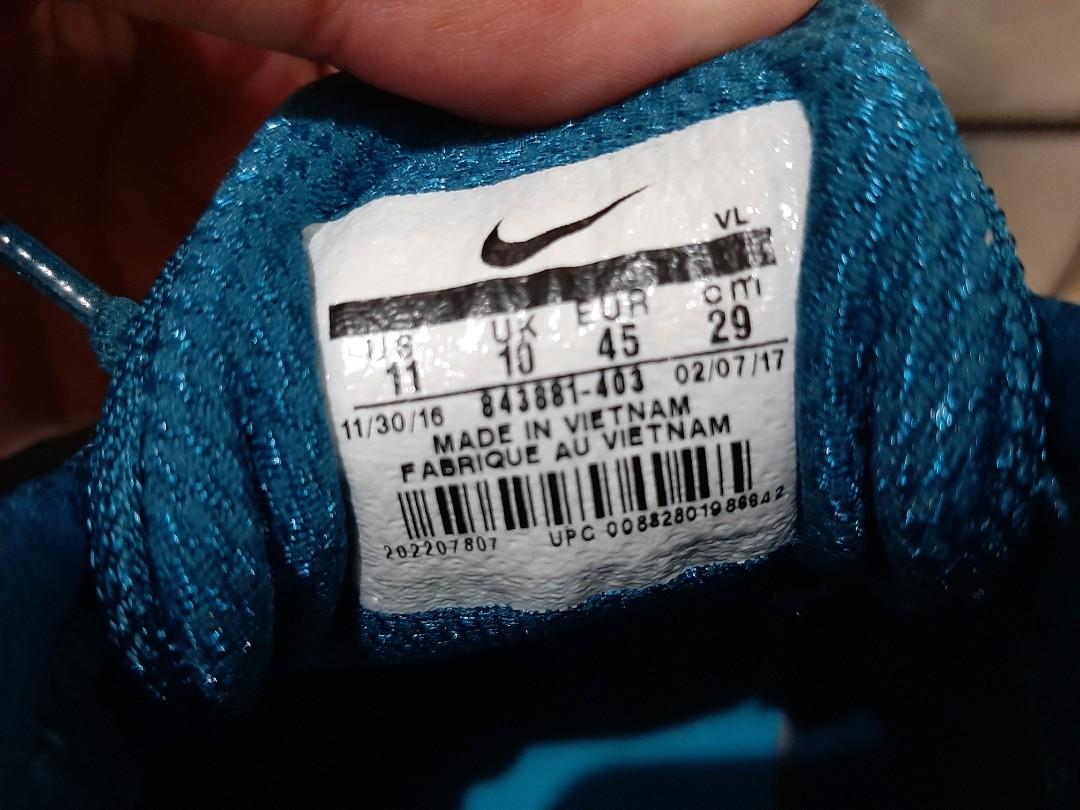 VL
US UK EUR cm
11 10 45 29
11/30/16 843881-403 02/07/17
MADE IN VIETNAM
FABRIQUE AU VIETNAM
202207807 UPC 00882801986642